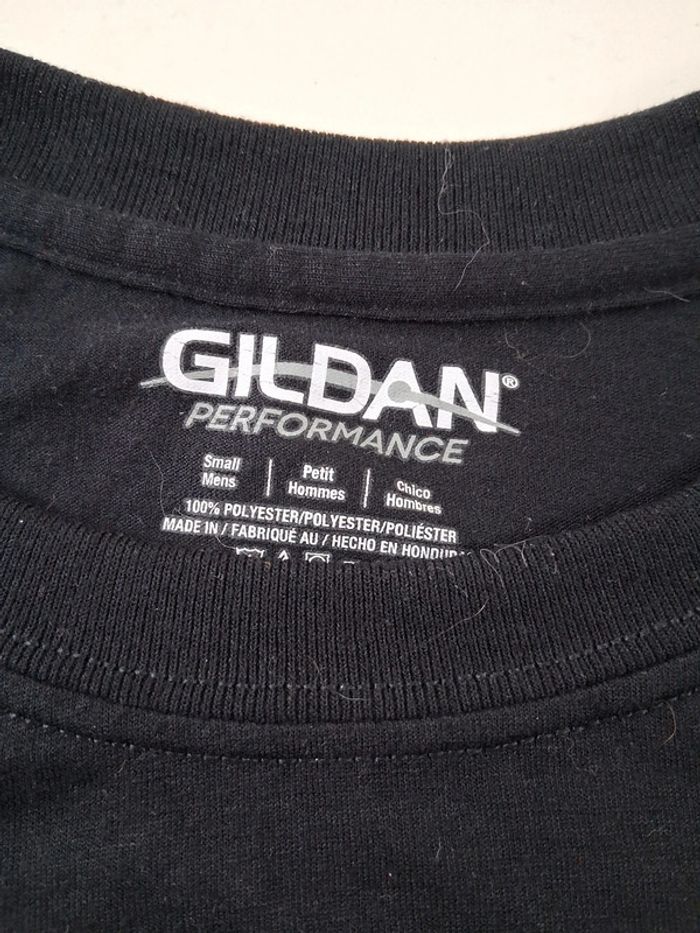 GILDAN®
PERFORMANCE
Small | Petit | Chico
Mens | Hommes | Hombres
100% POLYESTER/POLYESTER/POLIÉSTER
MADE IN / FABRIQUÉ AU / HECHO EN